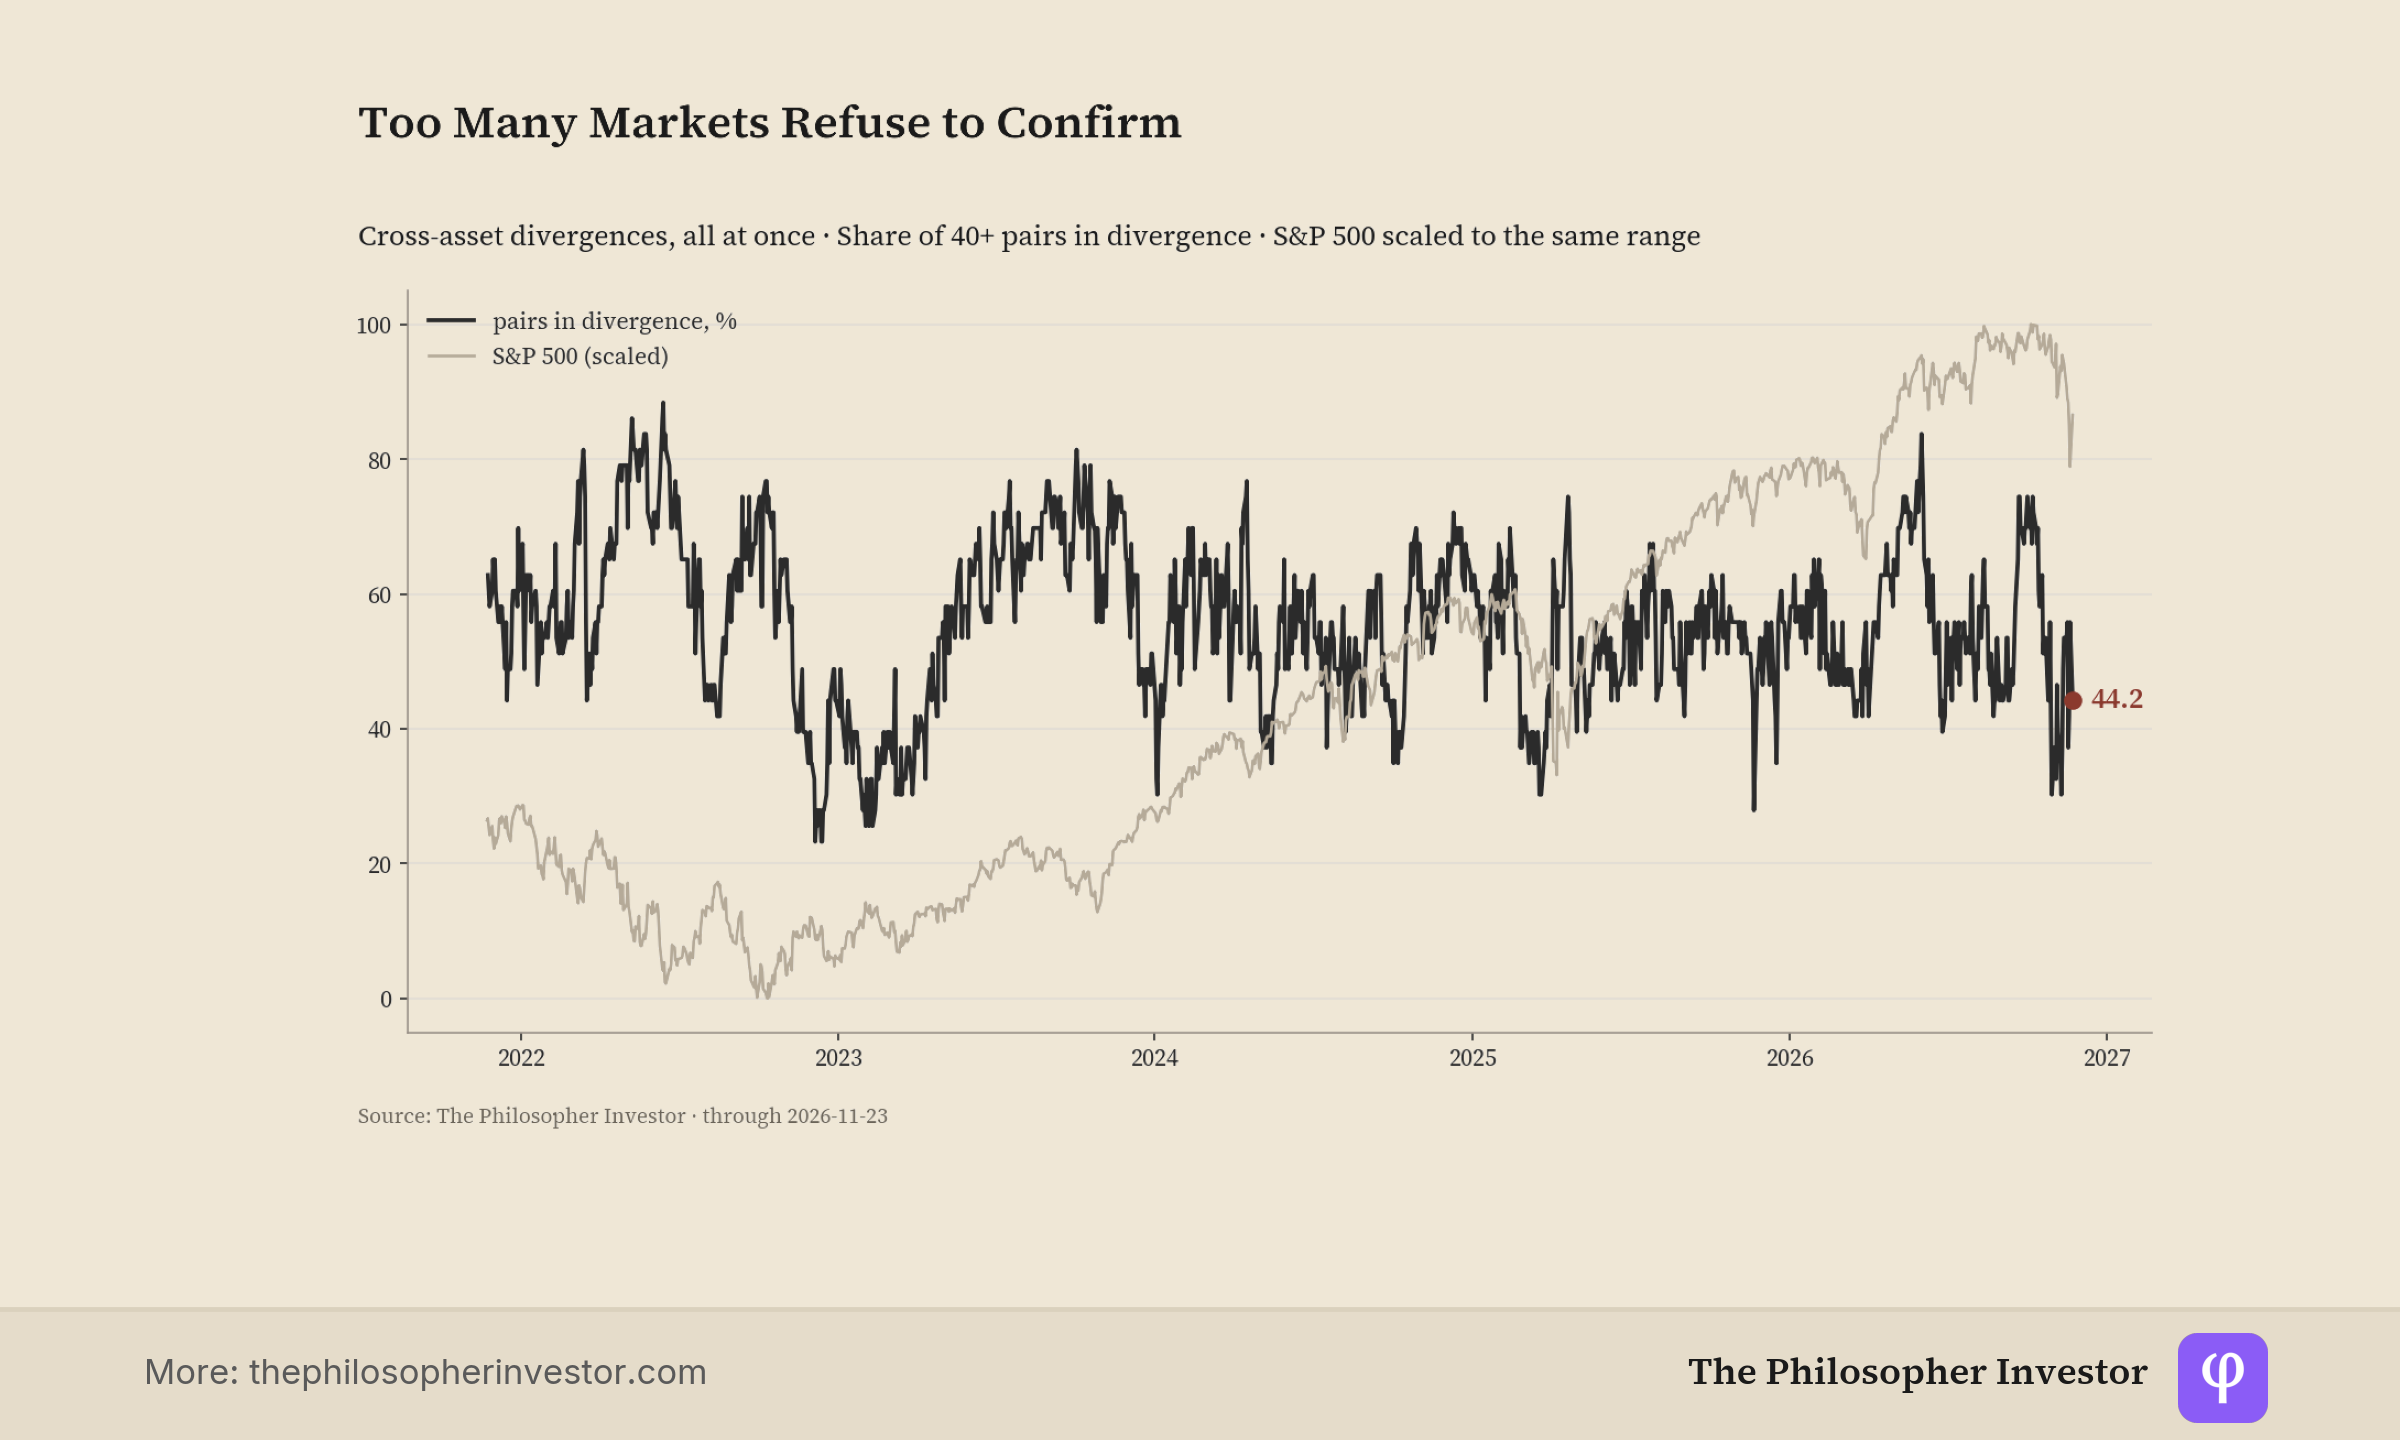 Too Many Markets Refuse to Confirm
Cross-asset divergences, all at once · Share of 40+ pairs in divergence · S&P 500 scaled to the same range
pairs in divergence, %
S&P 500 (scaled)
100
80
60
40
20
0
44.2
2022 2023 2024 2025 2026 2027
Source: The Philosopher Investor · through 2026-11-23
More: thephilosopherinvestor.com
The Philosopher Investor φ